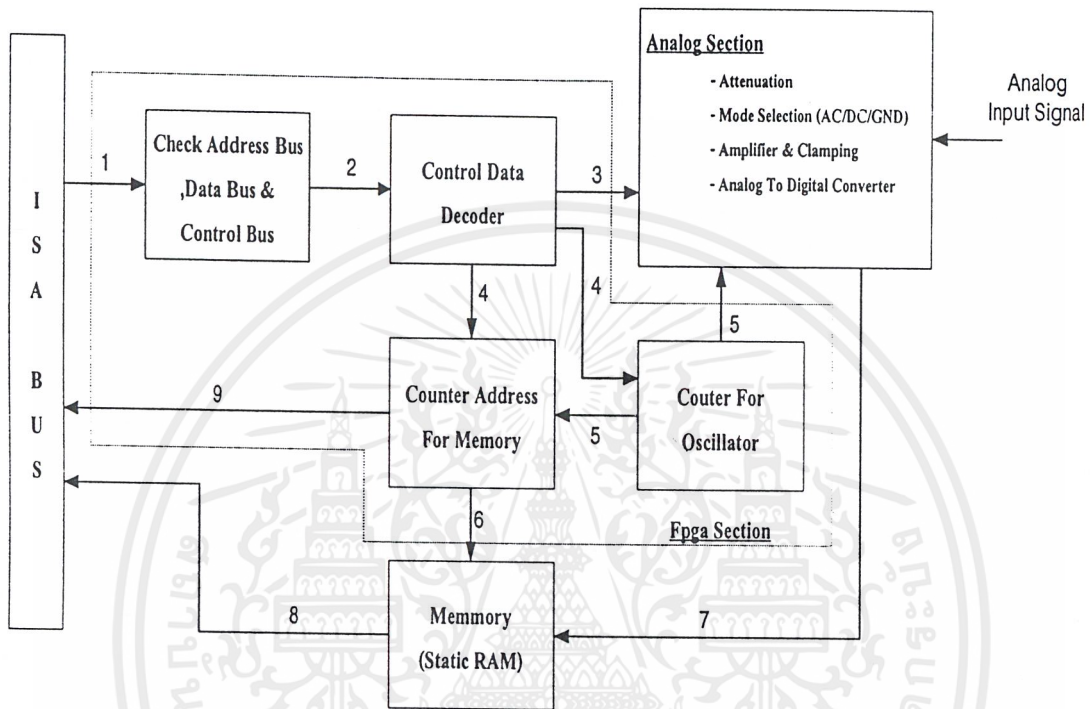 Analog Section
- Attenuation
- Mode Selection (AC/DC/GND)
- Amplifier & Clamping
- Analog To Digital Converter
Analog
Input Signal
I
S
A
B
U
S
1
Check Address Bus
,Data Bus &
Control Bus
2
Control Data
Decoder
3
4
4
5
Counter Address
For Memory
5
Couter For
Oscillator
9
6
Fpga Section
8
Memmory
(Static RAM)
7